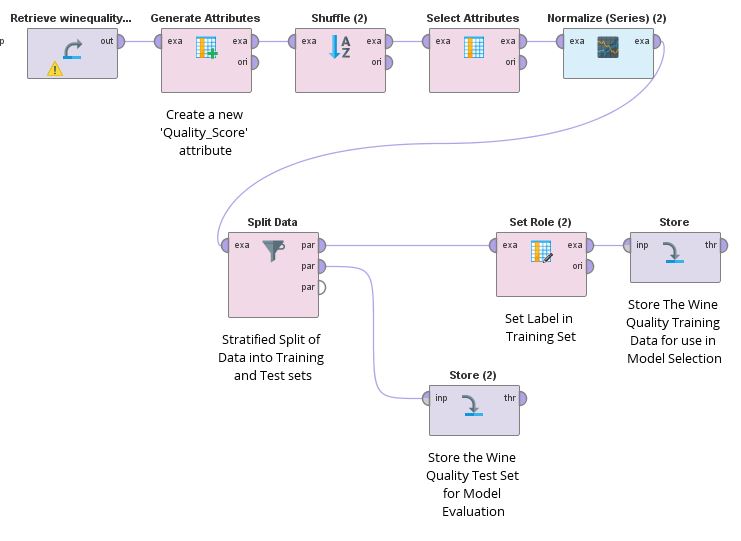 Retrieve winequality...
Generate Attributes
Shuffle (2)
Select Attributes
Normalize (Series) (2)
p
out
exa
exa
ori
exa
exa
ori
exa
exa
ori
exa
exa
Create a new
'Quality_Score'
attribute
Split Data
Set Role (2)
Store
exa
par
par
par
exa
exa
ori
inp
thr
Stratified Split of
Data into Training
and Test sets
Set Label in
Training Set
Store The Wine
Quality Training
Data for use in
Model Selection
Store (2)
inp
thr
Store the Wine
Quality Test Set
for Model
Evaluation